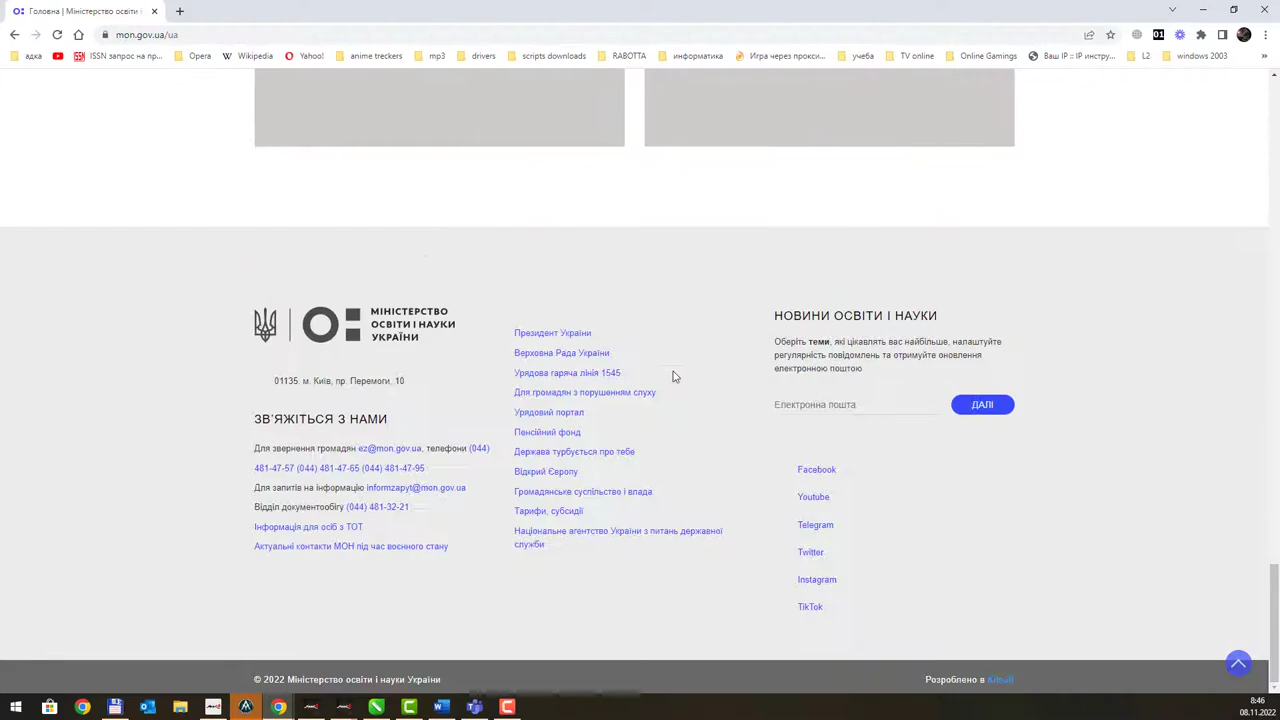 Головна | Міністерство освіти і
mon.gov.ua/ua
адка
ISSN запрос на пр...
Opera
Wikipedia
Yahoo!
anime treckers
mp3
drivers
scripts downloads
RABOTTA
информатика
Игра через прокси...
учеба
TV online
Online Gamings
Ваш IP :: IP инстру...
L2
windows 2003
МІНІСТЕРСТВО
ОСВІТИ І НАУКИ
УКРАЇНИ
01135. м. Київ, пр. Перемоги, 10
ЗВ'ЯЖІТЬСЯ З НАМИ
Для звернення громадян ez@mon.gov.ua, телефони (044)
481-47-57 (044) 481-47-65 (044) 481-47-95
Для запитів на інформацію informzapyt@mon.gov.ua
Відділ документообігу (044) 481-32-21
Інформація для осіб з ТОТ
Актуальні контакти МОН під час воєнного стану
Президент України
Верховна Рада України
Урядова гаряча лінія 1545
Для громадян з порушенням слуху
Урядовий портал
Пенсійний фонд
Держава турбується про тебе
Відкрий Європу
Громадянське суспільство і влада
Тарифи, субсидії
Національне агентство України з питань державної
служби
НОВИНИ ОСВІТИ І НАУКИ
Оберіть теми, які цікавлять вас найбільше, налаштуйте
регулярність повідомлень та отримуйте оновлення
електронною поштою
Електронна пошта
ДАЛІ
Facebook
Youtube
Telegram
Twitter
Instagram
TikTok
© 2022 Міністерство освіти і науки України
Розроблено в Kitsoft
8:46
08.11.2022